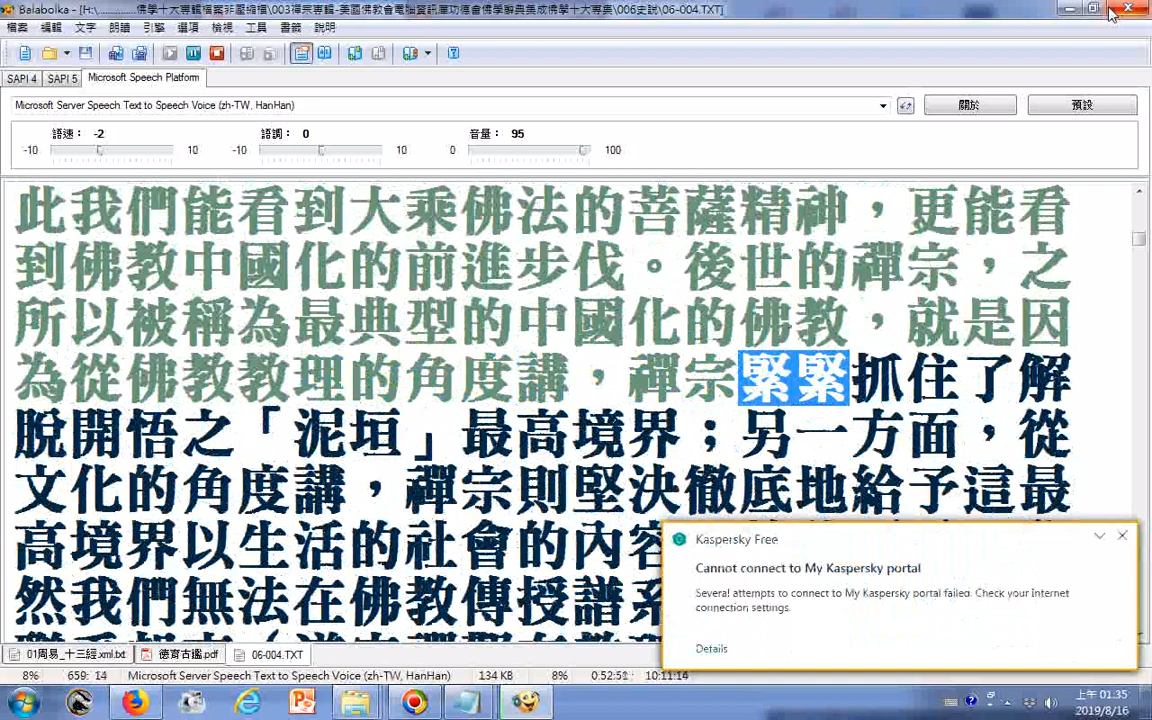 Balabolka - [H:\...............佛學十大專輯檔案非壓縮檔\003禪宗專輯-美國佛教會電腦資訊庫功德會佛學辭典集成佛學十大專集\006史說\06-004.TXT]
檔案 編輯 文字 朗讀 引擎 選項 檢視 工具 書籤 說明
SAPI 4 SAPI 5 Microsoft Speech Platform
Microsoft Server Speech Text to Speech Voice (zh-TW, HanHan) 關於 預設
語速： -2 語調： 0 音量： 95
-10 10 -10 10 0 100
此我們能看到大乘佛法的菩薩精神，更能看
到佛教中國化的前進步伐。後世的禪宗，之
所以被稱為最典型的中國化的佛教，就是因
為從佛教教理的角度講，禪宗緊緊抓住了解
脫開悟之「泥垣」最高境界；另一方面，從
文化的角度講，禪宗則堅決徹底地給予這最
高境界以生活的社會的內容
然我們無法在佛教傳授譜系
Kaspersky Free
Cannot connect to My Kaspersky portal
Several attempts to connect to My Kaspersky portal failed. Check your Internet
connection settings.
Details
01周易_十三經.xml.txt 德育古鑑.pdf 06-004.TXT
8% 659: 14 Microsoft Server Speech Text to Speech Voice (zh-TW, HanHan) 134 KB 8% 0:52:51 10:11:14
上午 01:35
2019/8/16